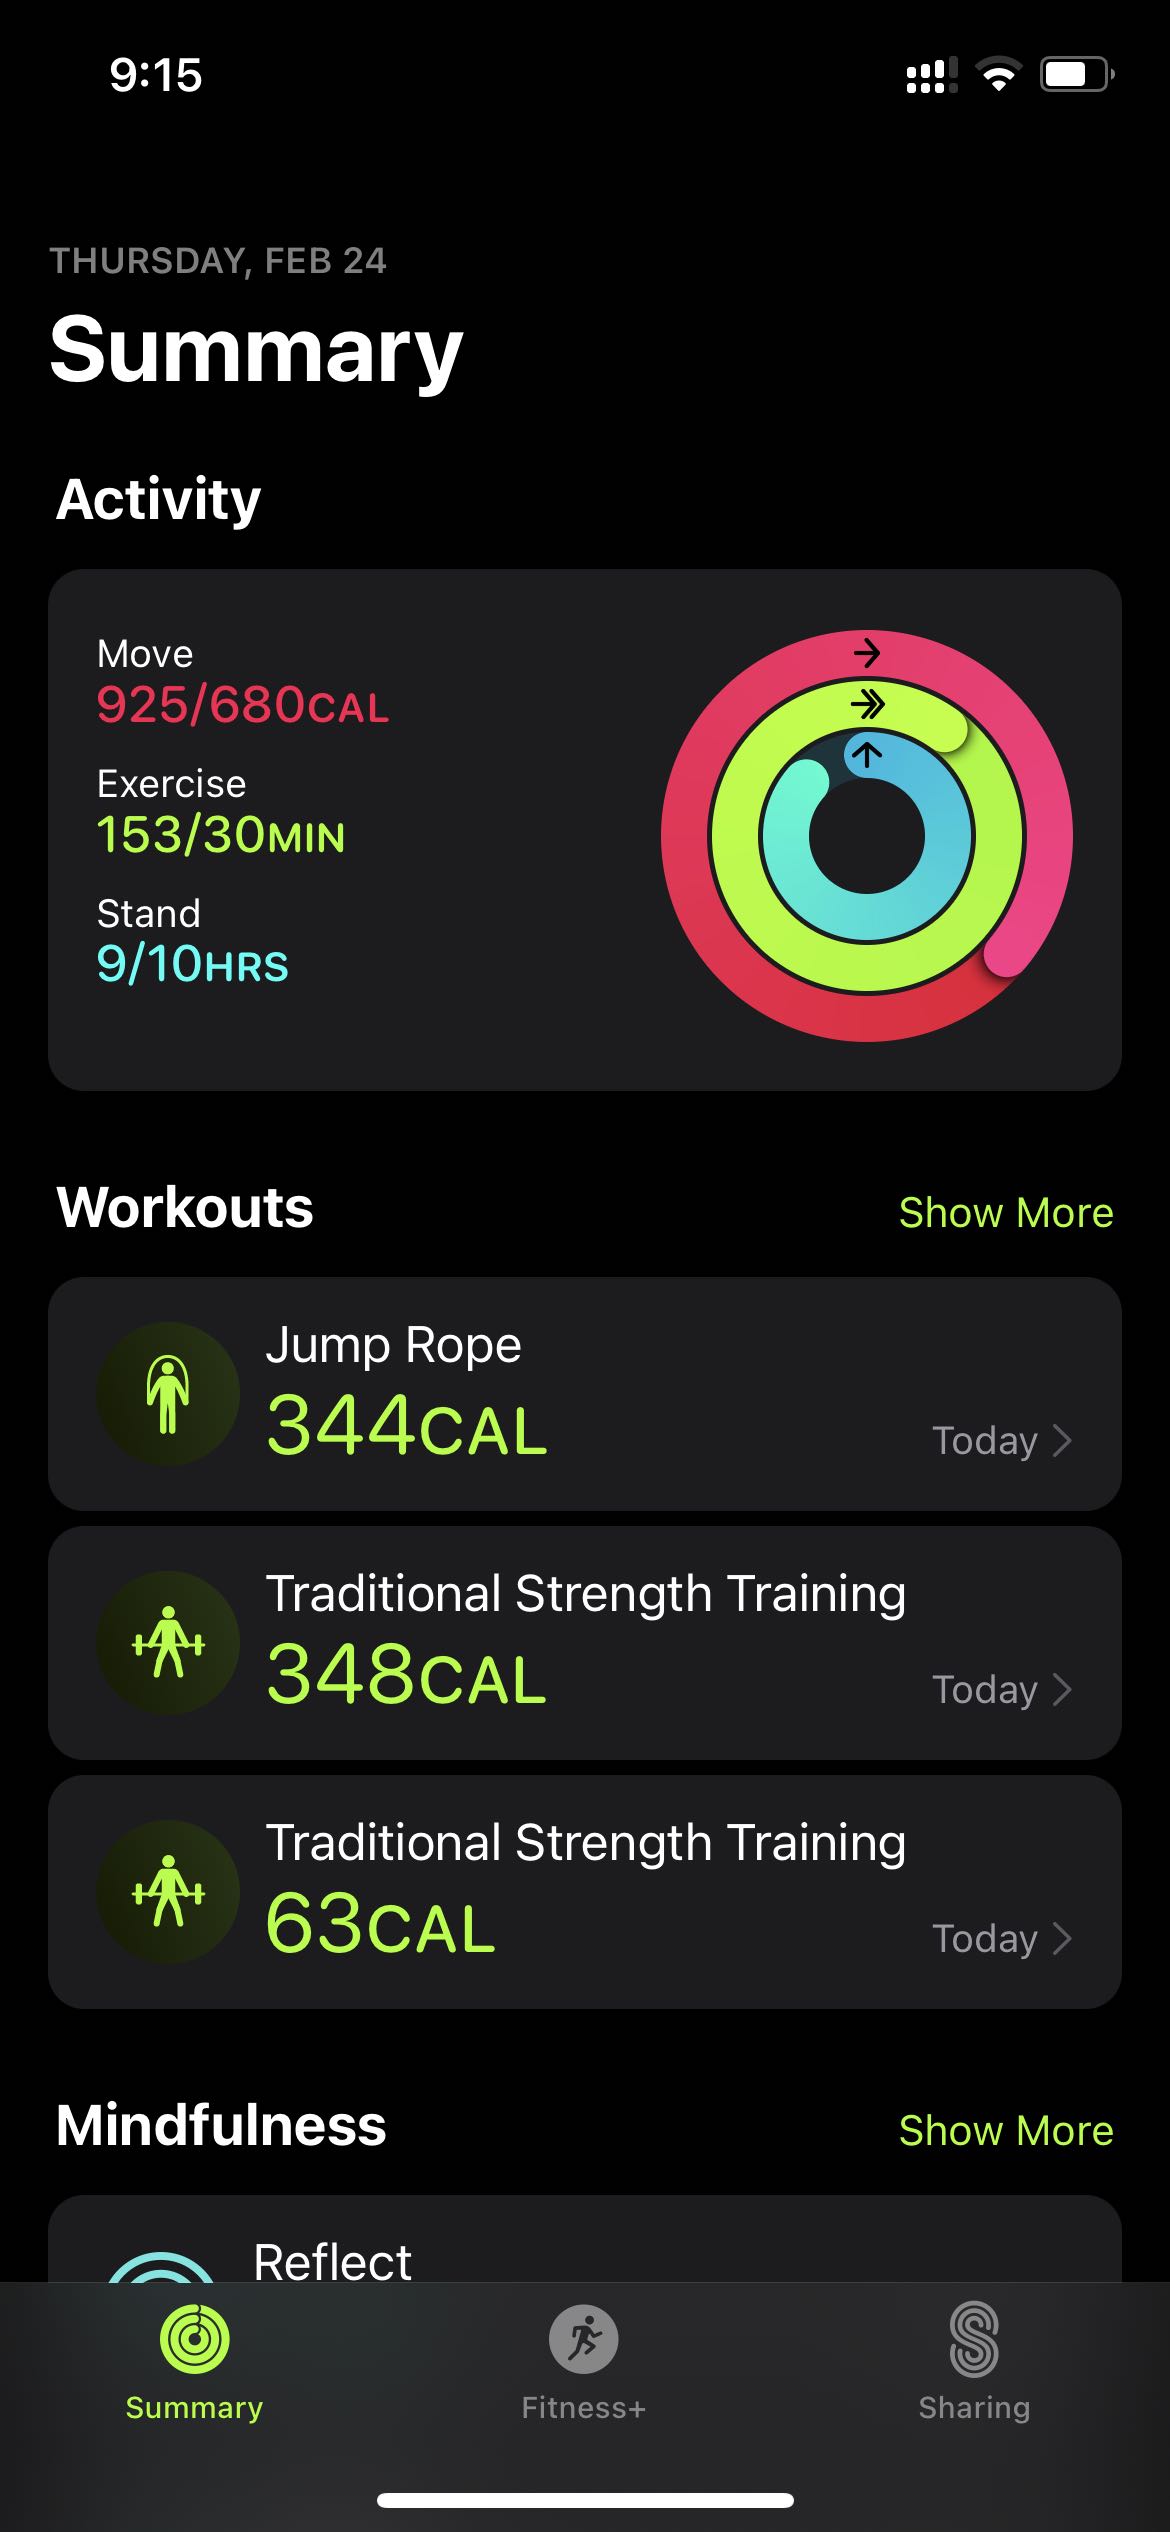 9:15
THURSDAY, FEB 24
Summary
Activity
Move
925/680CAL
Exercise
153/30MIN
Stand
9/10HRS
Workouts
Show More
Jump Rope
344CAL
Today
Traditional Strength Training
348CAL
Today
Traditional Strength Training
63CAL
Today
Mindfulness
Show More
Reflect
Summary
Fitness+
Sharing